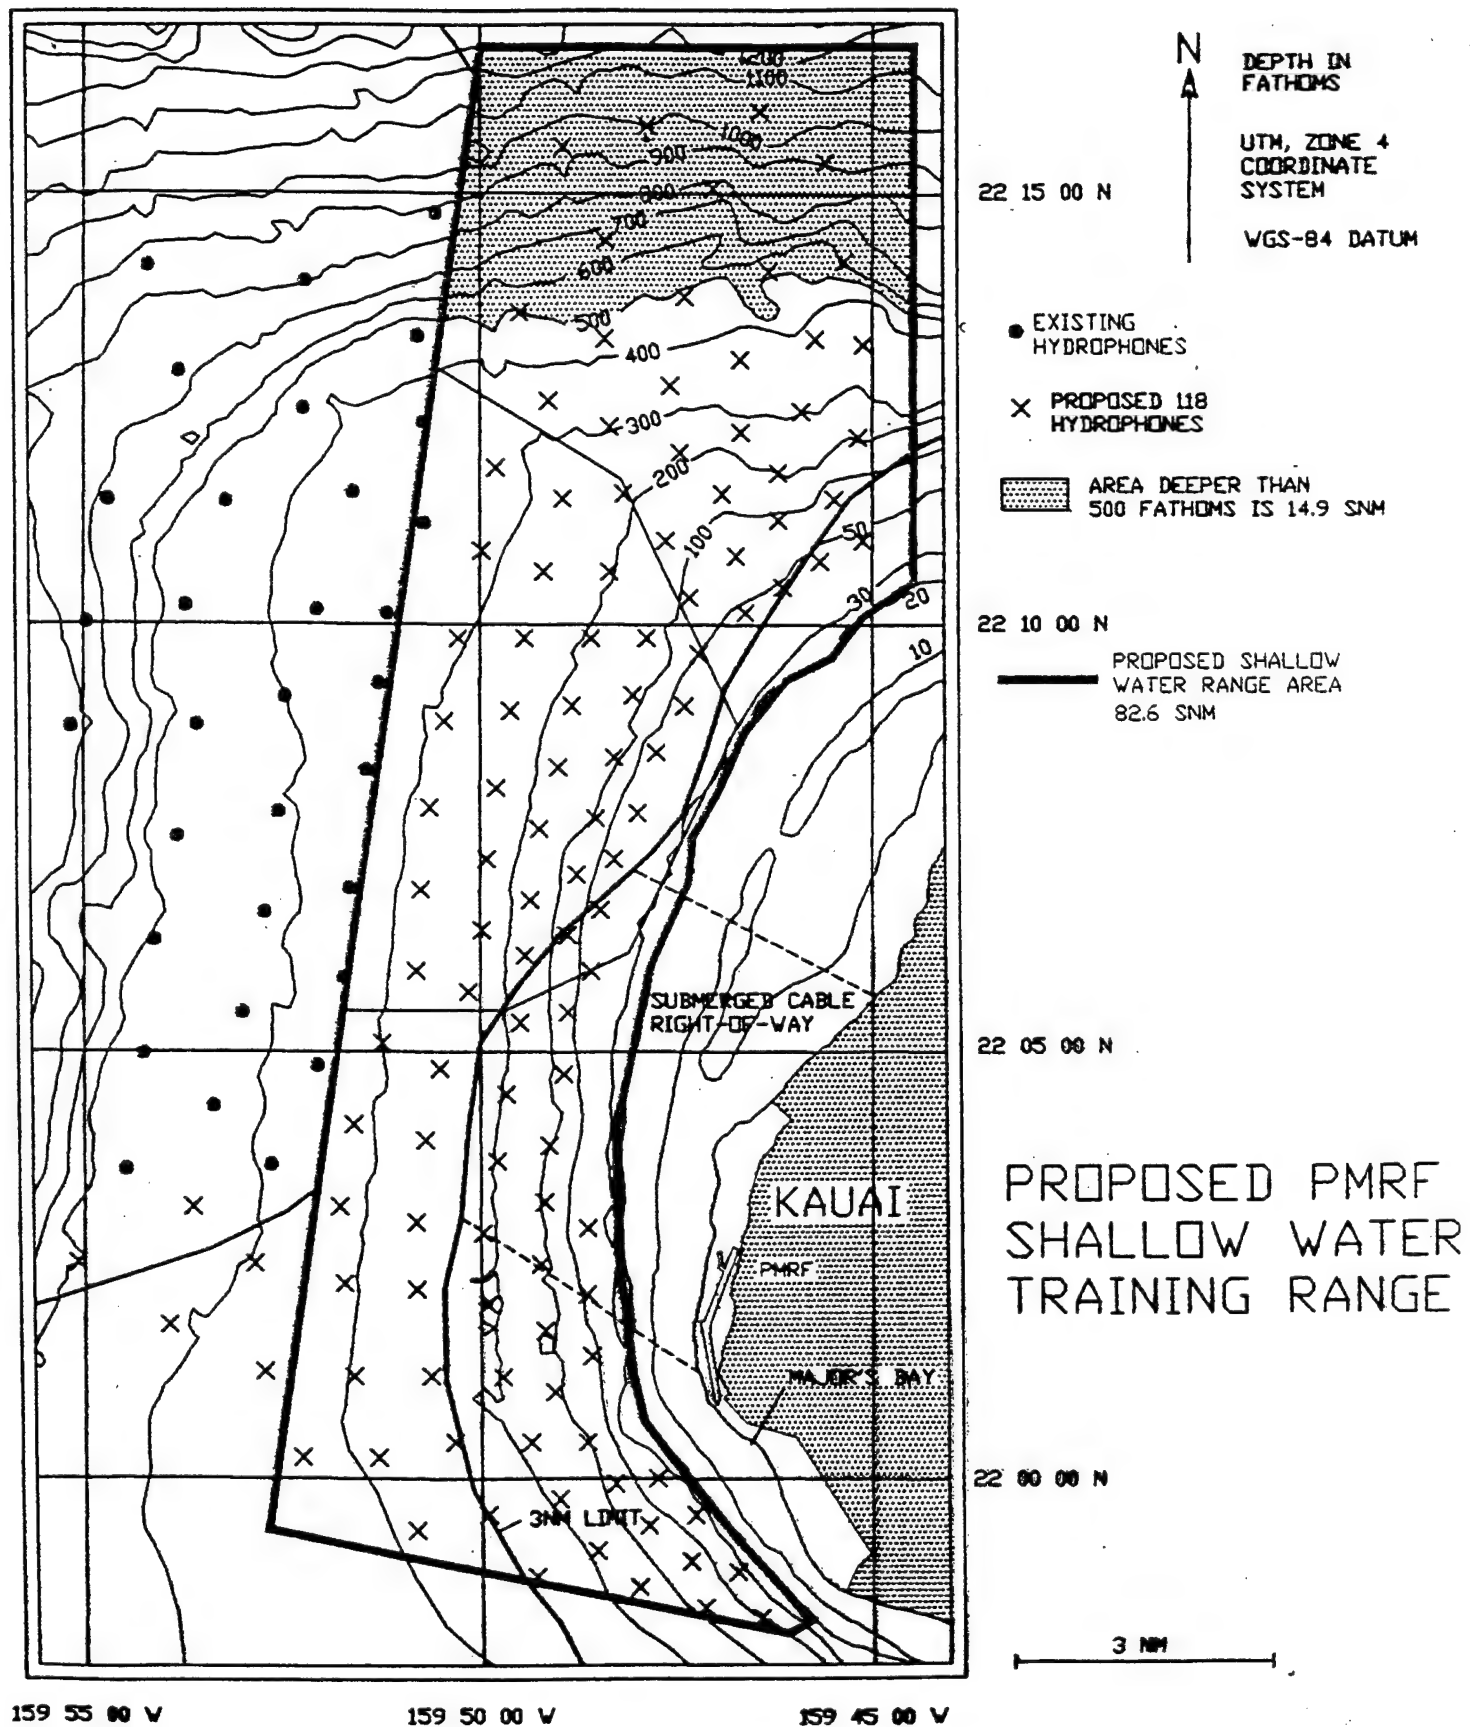 1200
1100
1000
900
800
700
600
500
400
300
200
100
50
30
20
10
N
DEPTH IN
FATHOMS
UTM, ZONE 4
COORDINATE
SYSTEM
WGS-84 DATUM
22 15 00 N
EXISTING
HYDROPHONES
PROPOSED 118
HYDROPHONES
AREA DEEPER THAN
500 FATHOMS IS 14.9 SNM
22 10 00 N
PROPOSED SHALLOW
WATER RANGE AREA
82.6 SNM
SUBMERGED CABLE
RIGHT-OF-WAY
22 05 00 N
KAUAI
PMRF
PROPOSED PMRF
SHALLOW WATER
TRAINING RANGE
MAJOR'S BAY
22 00 00 N
3NM LIMIT
3 NM
159 55 00 W
159 50 00 W
159 45 00 W